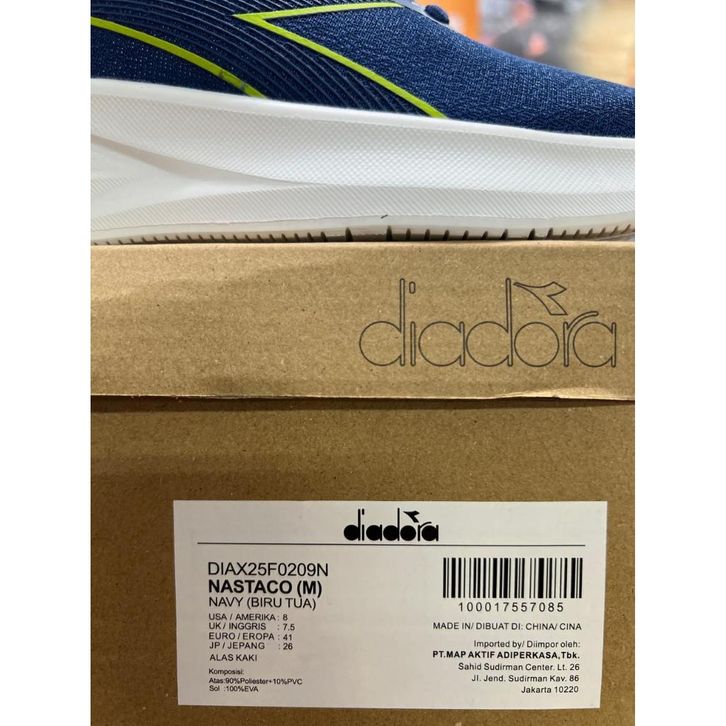 diadora
diadora
DIAX25F0209N
NASTACO (M)
NAVY (BIRU TUA)
USA / AMERIKA : 8
UK / INGGRIS : 7.5
EURO / EROPA : 41
JP / JEPANG : 26
ALAS KAKI
Komposisi:
Atas:90%Poliester+10%PVC
Sol :100%EVA
100017557085
MADE IN/ DIBUAT DI: CHINA/ CINA
Imported by/ Diimpor oleh:
PT.MAP AKTIF ADIPERKASA,Tbk.
Sahid Sudirman Center. Lt. 26
Jl. Jend. Sudirman Kav. 86
Jakarta 10220